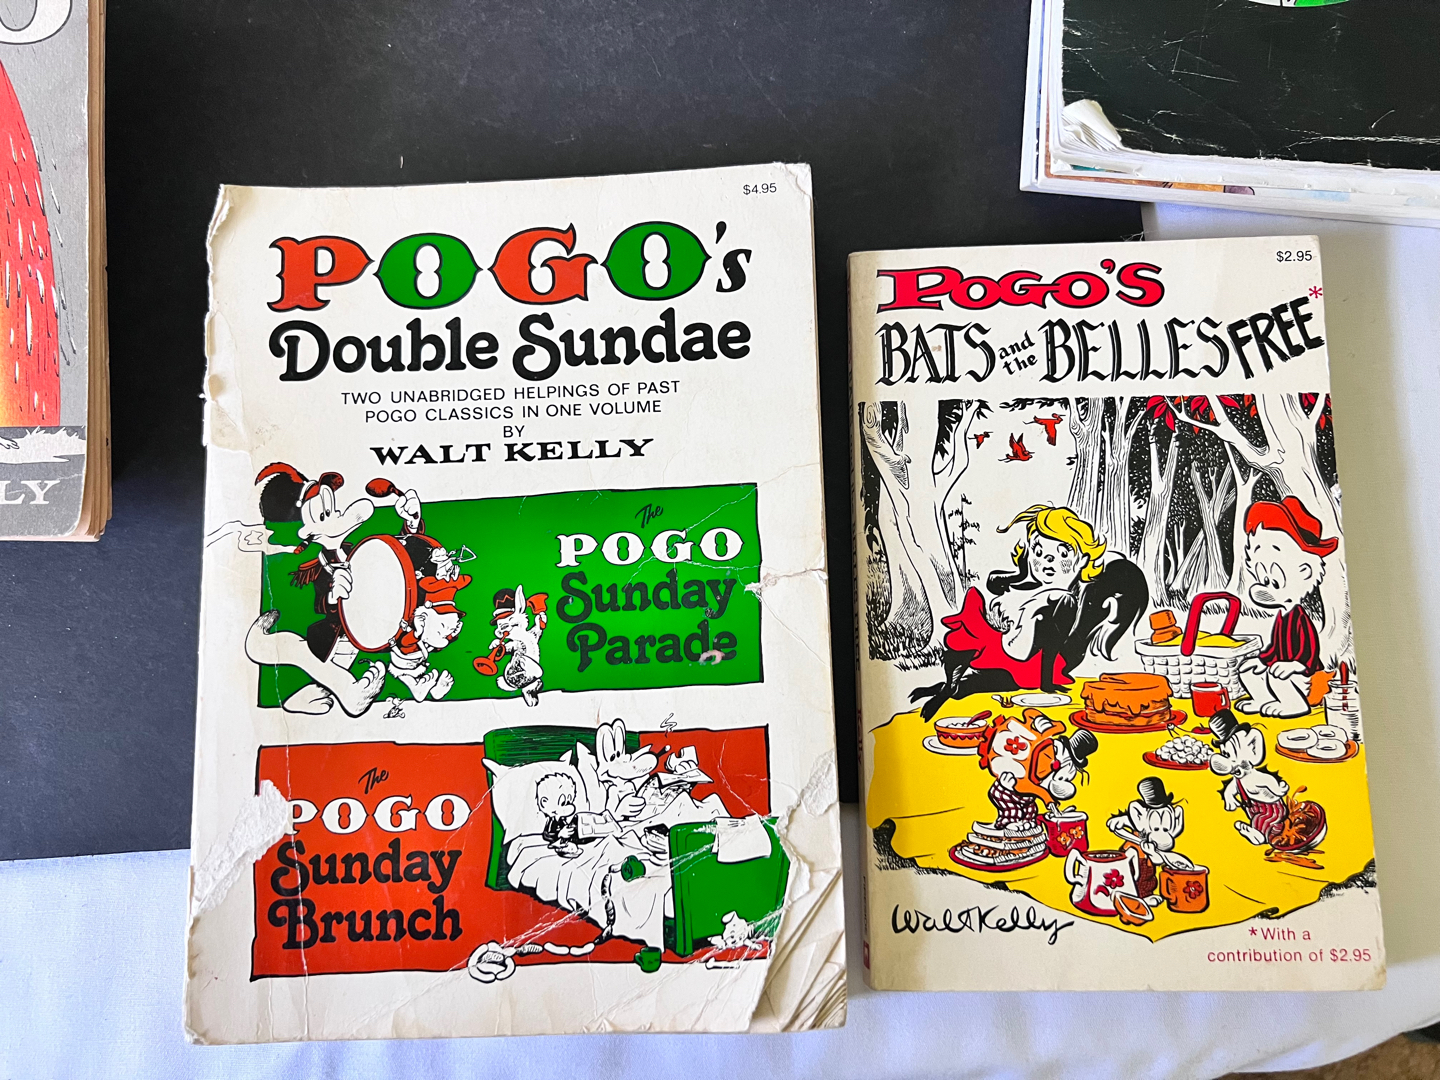 LY
$4.95
POGO's
Double Sundae
TWO UNABRIDGED HELPINGS OF PAST
POGO CLASSICS IN ONE VOLUME
BY
WALT KELLY
The
POGO
Sunday
Parade
The
POGO
Sunday
Brunch
$2.95
POGO'S
BATS and the BELLES FREE*
Walt Kelly
*With a
contribution of $2.95